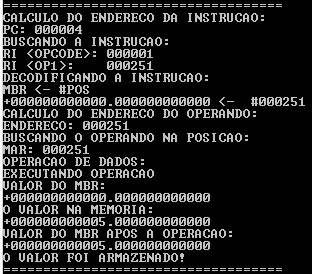 ====================================
CALCULO DO ENDERECO DA INSTRUCAO:
PC: 000004
BUSCANDO A INSTRUCAO:
RI <OPCODE>: 000001
RI <OP1>: 000251
DECODIFICANDO A INSTRUCAO:
MBR <- #POS
+000000000000.000000000000 <- #000251
CALCULO DO ENDERECO DO OPERANDO:
ENDERECO: 000251
BUSCANDO O OPERANDO NA POSICAO:
MAR: 000251
OPERACAO DE DADOS:
EXECUTANDO OPERACAO
VALOR DO MBR:
+000000000000.000000000000
O VALOR NA MEMORIA:
+000000000005.000000000000
VALOR DO MBR APOS A OPERACAO:
+000000000005.000000000000
O VALOR FOI ARMAZENADO!
====================================